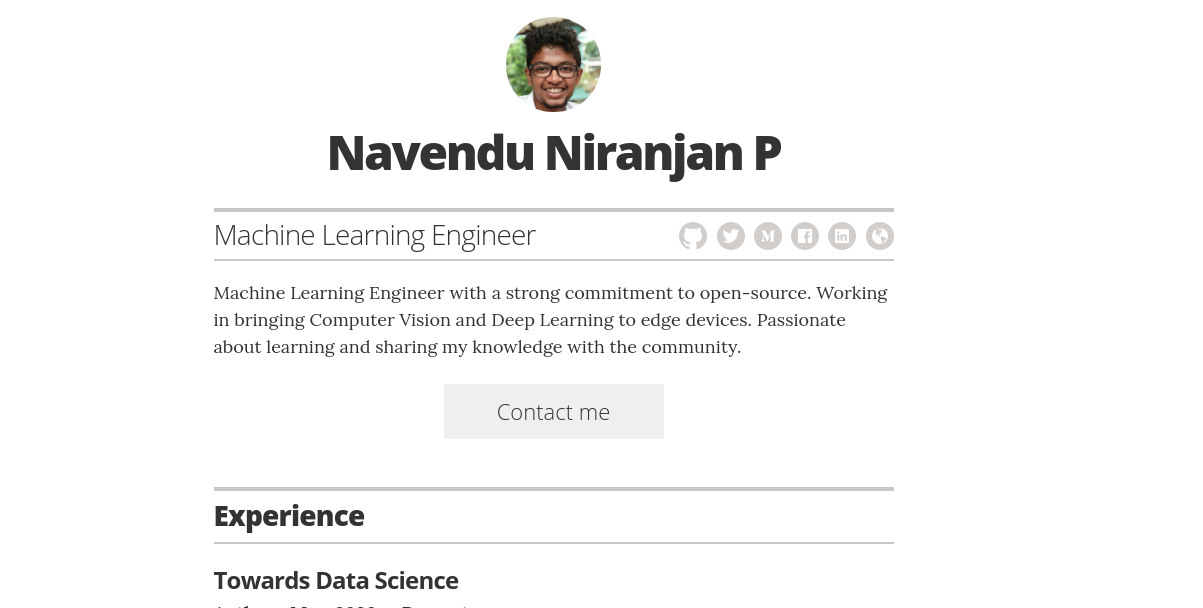 Navendu Niranjan P
Machine Learning Engineer
Machine Learning Engineer with a strong commitment to open-source. Working
in bringing Computer Vision and Deep Learning to edge devices. Passionate
about learning and sharing my knowledge with the community.
Contact me
Experience
Towards Data Science